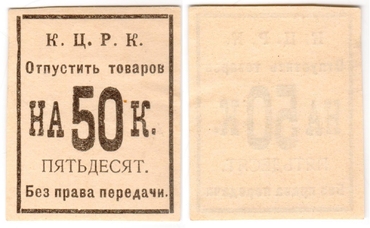 К. Ц. Р. К.
Отпустить товаров
НА 50 К.
ПЯТЬДЕСЯТ.
Без права передачи.